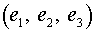 (e₁, e₂, e₃)